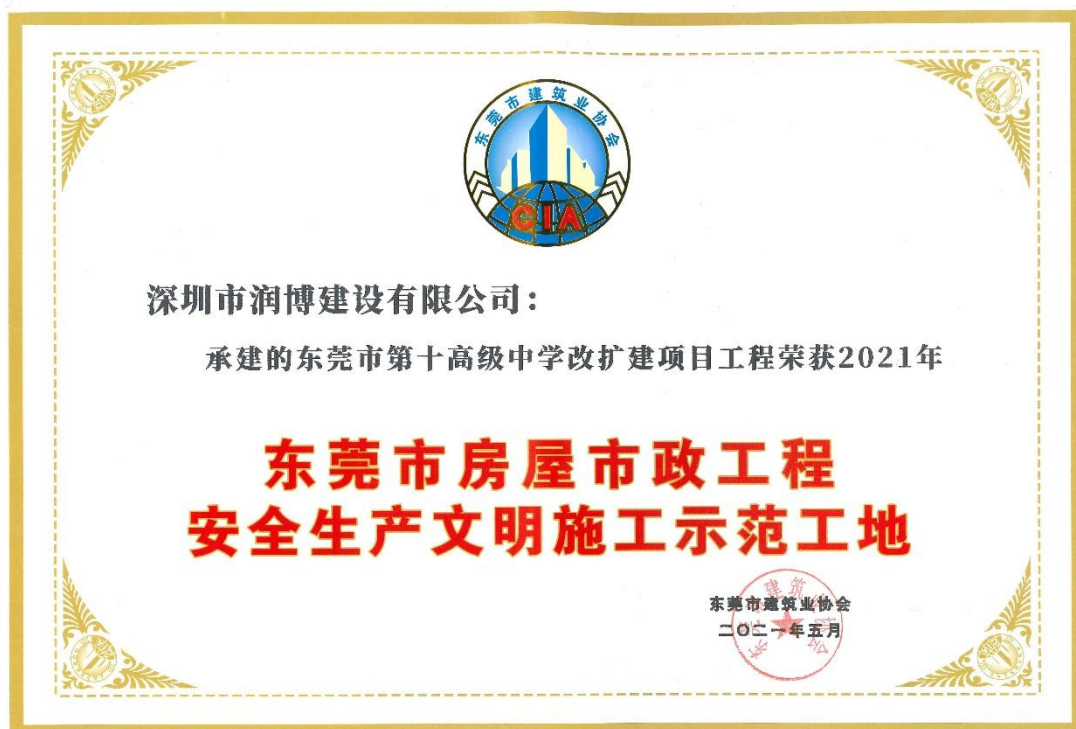 东莞市建筑业协会
CIA
深圳市润博建设有限公司：
承建的东莞市第十高级中学改扩建项目工程荣获2021年
东莞市房屋市政工程
安全生产文明施工示范工地
东莞市建筑业协会
二〇二一年五月